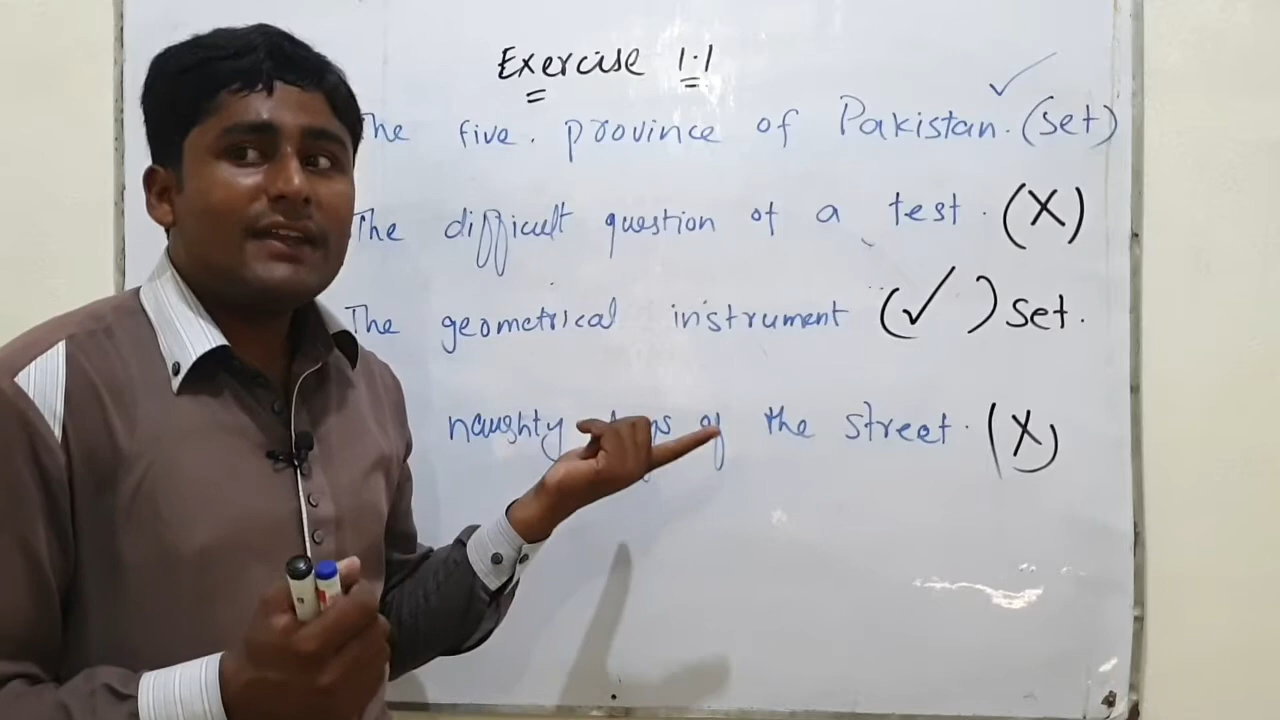 Exercise 1.1
The five. province of Pakistan. (set) ✓
The difficult question of a test. (X)
The geometrical instrument (✓) set.
naughty of the street. (X)